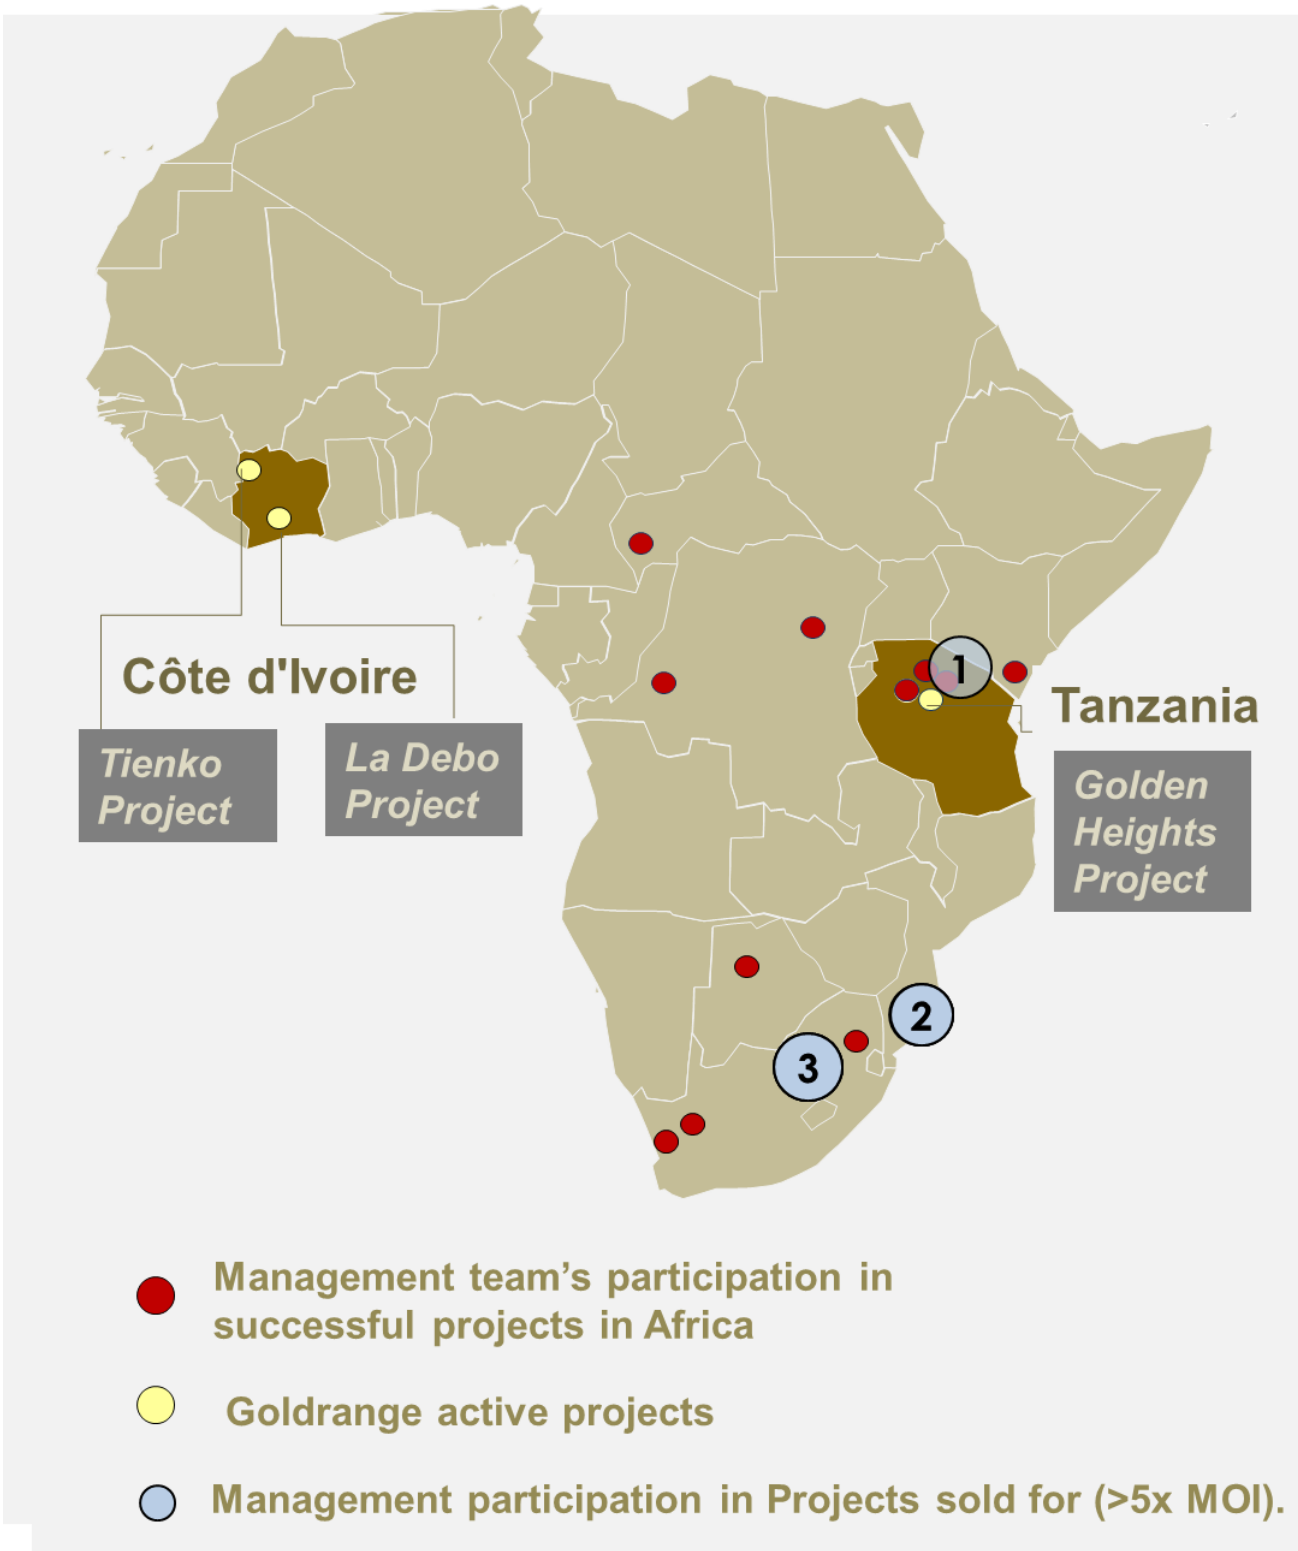 1
Côte d'Ivoire
Tanzania
Tienko
Project
La Debo
Project
Golden
Heights
Project
2
3
Management team’s participation in
successful projects in Africa
Goldrange active projects
Management participation in Projects sold for (>5x MOI).